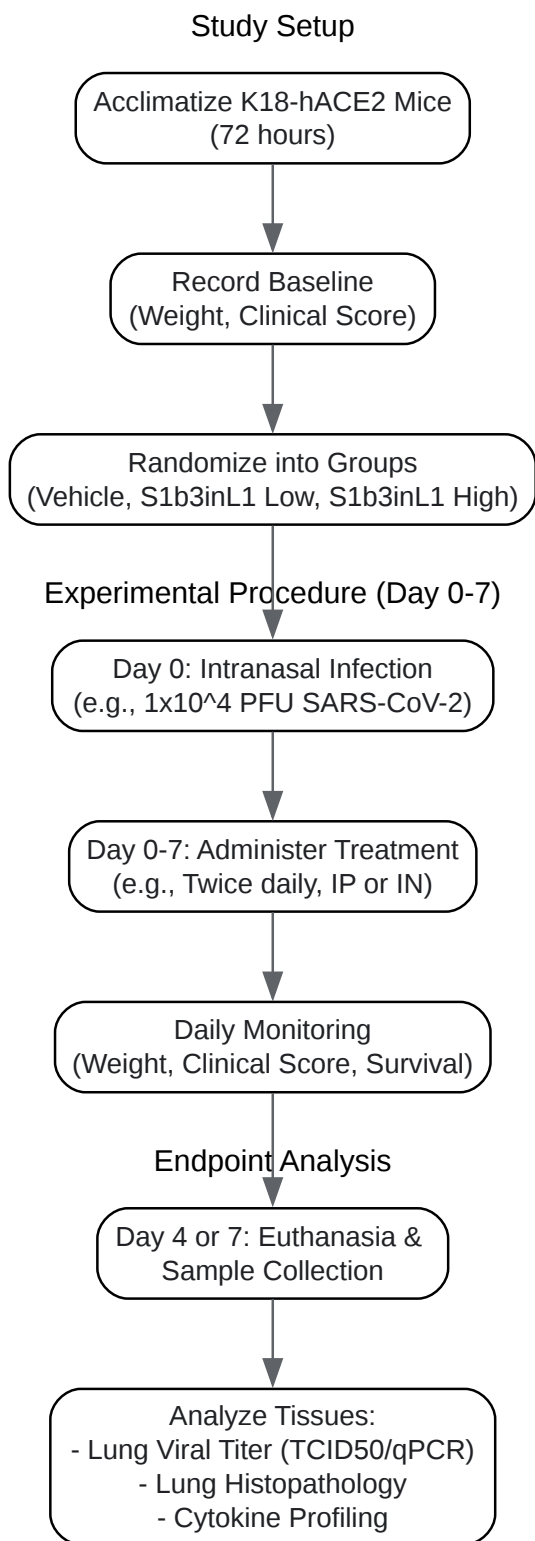 Study Setup
Acclimatize K18-hACE2 Mice
(72 hours)
Record Baseline
(Weight, Clinical Score)
Randomize into Groups
(Vehicle, S1b3inL1 Low, S1b3inL1 High)
Experimental Procedure (Day 0-7)
Day 0: Intranasal Infection
(e.g., 1x10^4 PFU SARS-CoV-2)
Day 0-7: Administer Treatment
(e.g., Twice daily, IP or IN)
Daily Monitoring
(Weight, Clinical Score, Survival)
Endpoint Analysis
Day 4 or 7: Euthanasia &
Sample Collection
Analyze Tissues:
- Lung Viral Titer (TCID50/qPCR)
- Lung Histopathology
- Cytokine Profiling